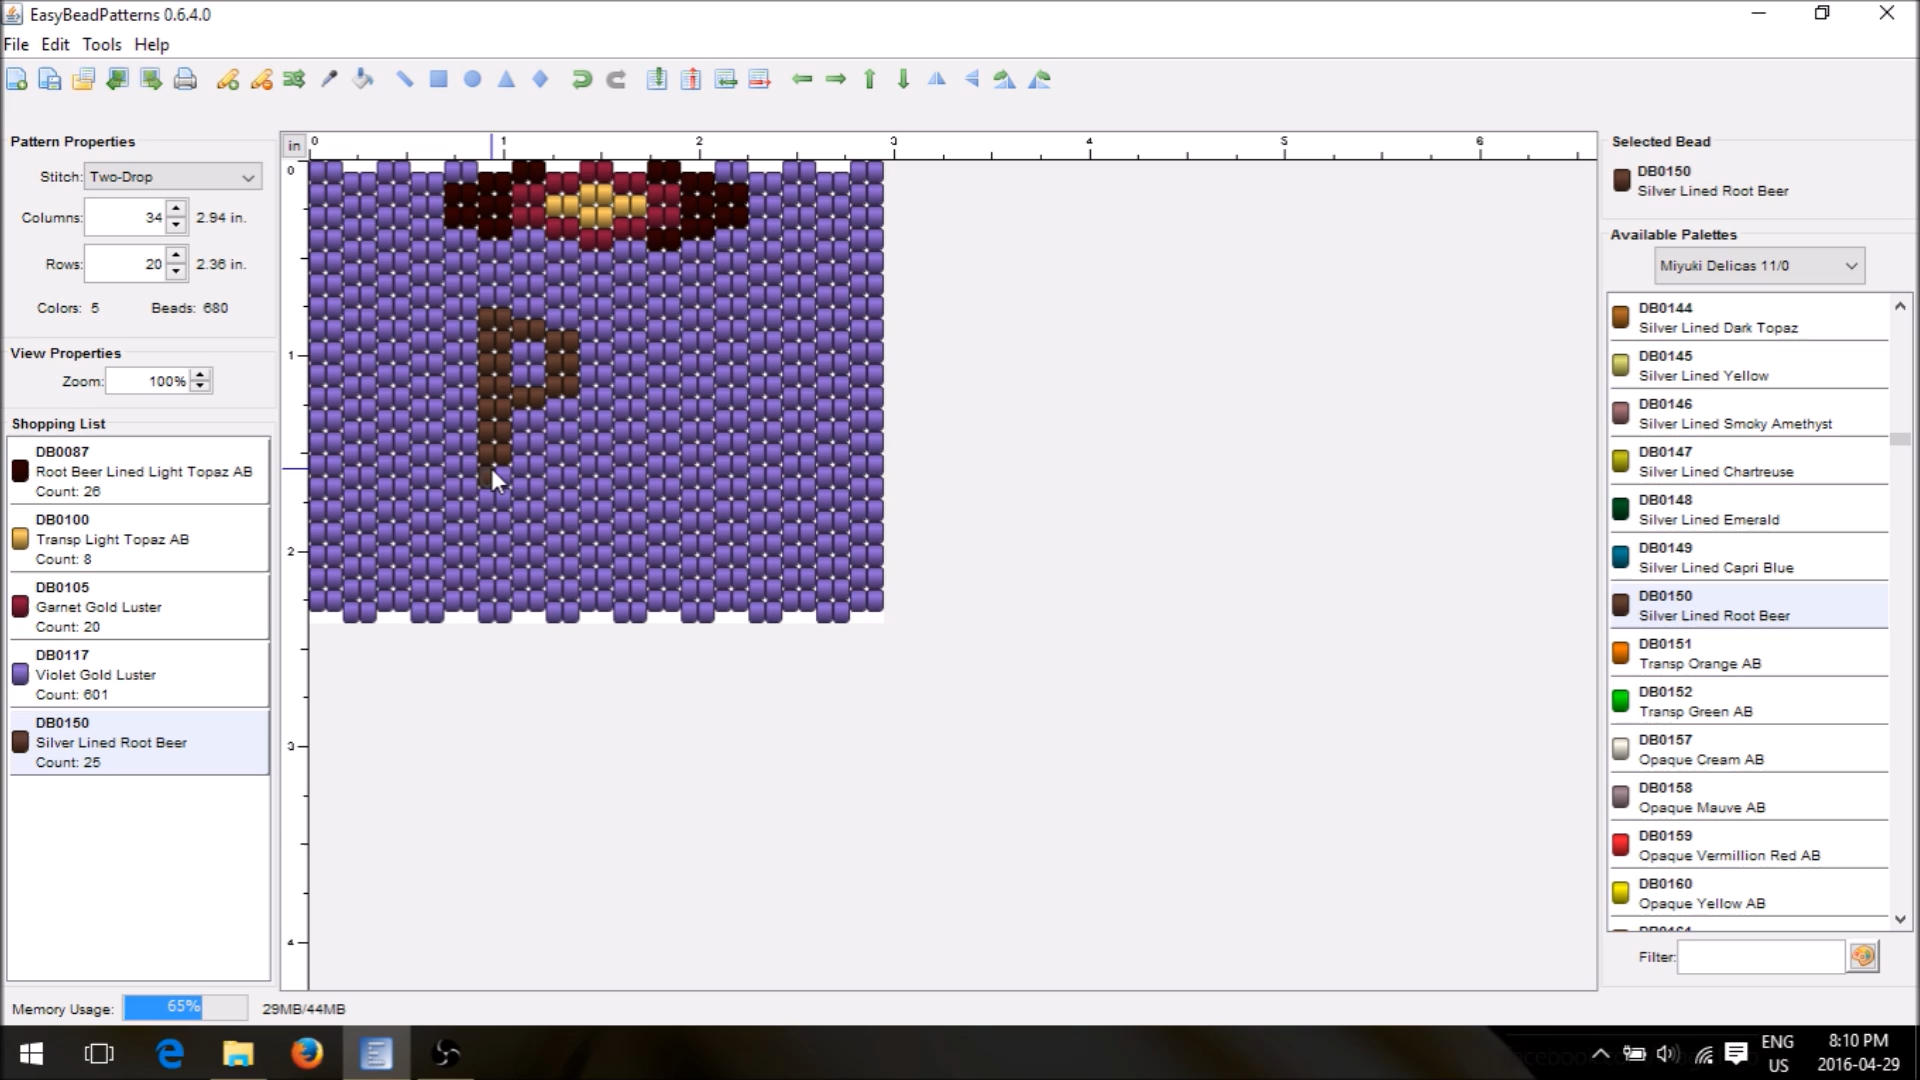 EasyBeadPatterns 0.6.4.0
File Edit Tools Help
Pattern Properties
Stitch: Two-Drop
Columns: 34 2.94 in.
Rows: 20 2.36 in.
Colors: 5 Beads: 680
View Properties
Zoom: 100%
Shopping List
DB0087
Root Beer Lined Light Topaz AB
Count: 26
DB0100
Transp Light Topaz AB
Count: 8
DB0105
Garnet Gold Luster
Count: 20
DB0117
Violet Gold Luster
Count: 601
DB0150
Silver Lined Root Beer
Count: 25
Memory Usage: 65% 29MB/44MB
in 0 1 2 3 4 5 6
0
1
2
3
4
Selected Bead
DB0150
Silver Lined Root Beer
Available Palettes
Miyuki Delicas 11/0
DB0144
Silver Lined Dark Topaz
DB0145
Silver Lined Yellow
DB0146
Silver Lined Smoky Amethyst
DB0147
Silver Lined Chartreuse
DB0148
Silver Lined Emerald
DB0149
Silver Lined Capri Blue
DB0150
Silver Lined Root Beer
DB0151
Transp Orange AB
DB0152
Transp Green AB
DB0157
Opaque Cream AB
DB0158
Opaque Mauve AB
DB0159
Opaque Vermillion Red AB
DB0160
Opaque Yellow AB
Filter:
ENG
US
8:10 PM
2016-04-29